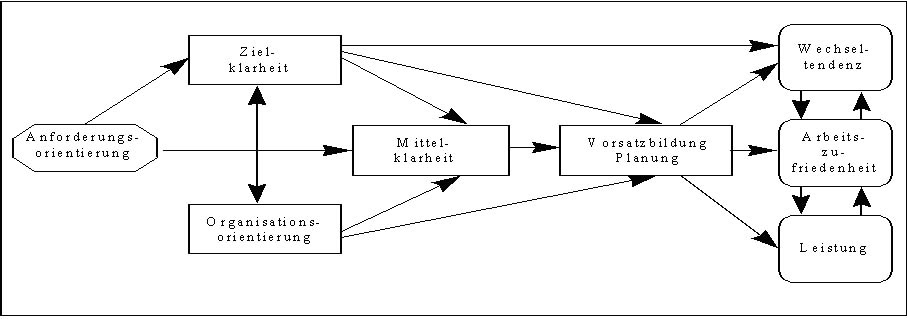 Ziel-
klarheit
Wechsel-
tendenz
Anforderungs-
orientierung
Mittel-
klarheit
Vorsatzbildung
Planung
Arbeits-
zu-
friedenheit
Organisations-
orientierung
Leistung